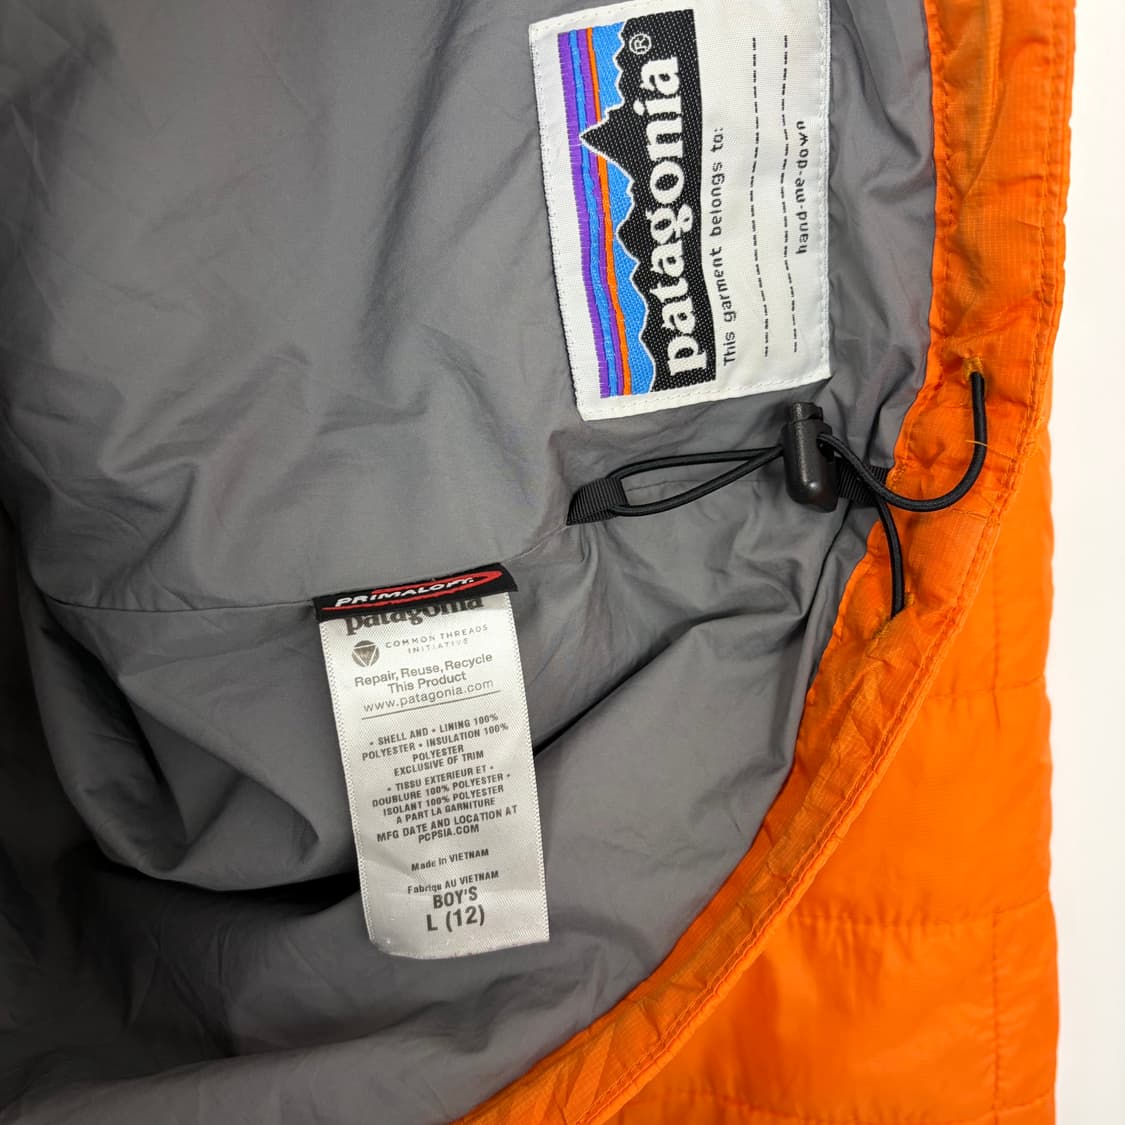 patagonia®
This garment belongs to:
hand-me-down
PRIMALOFT®
patagonia
COMMON THREADS
INITIATIVE
Repair, Reuse, Recycle
This Product
www.patagonia.com
• SHELL AND • LINING 100%
POLYESTER • INSULATION 100%
POLYESTER
EXCLUSIVE OF TRIM
• TISSU EXTERIEUR ET •
DOUBLURE 100% POLYESTER •
ISOLANT 100% POLYESTER
A PART LA GARNITURE
MFG DATE AND LOCATION AT
PCPSIA.COM
Made in VIETNAM
Fabriqu AU VIETNAM
BOY'S
L (12)